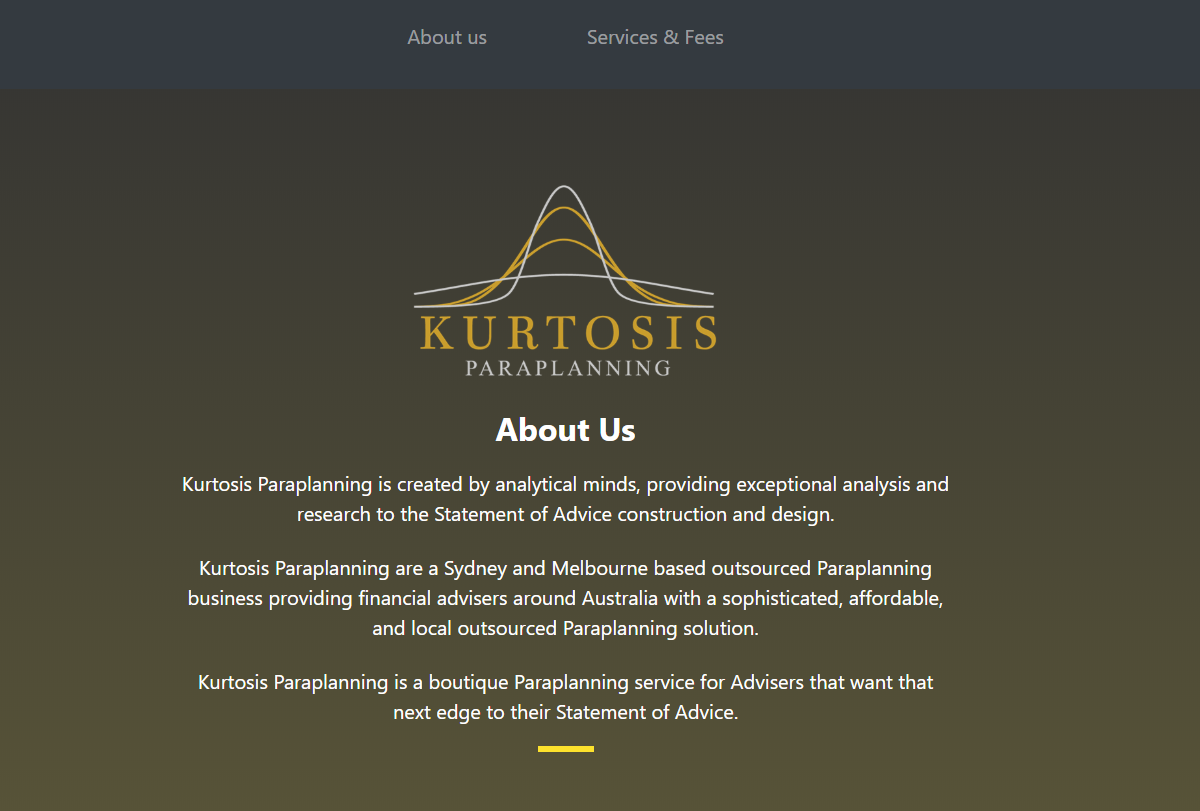 About us
Services & Fees
KURTOSIS
PARAPLANNING
About Us
Kurtosis Paraplanning is created by analytical minds, providing exceptional analysis and
research to the Statement of Advice construction and design.
Kurtosis Paraplanning are a Sydney and Melbourne based outsourced Paraplanning
business providing financial advisers around Australia with a sophisticated, affordable,
and local outsourced Paraplanning solution.
Kurtosis Paraplanning is a boutique Paraplanning service for Advisers that want that
next edge to their Statement of Advice.